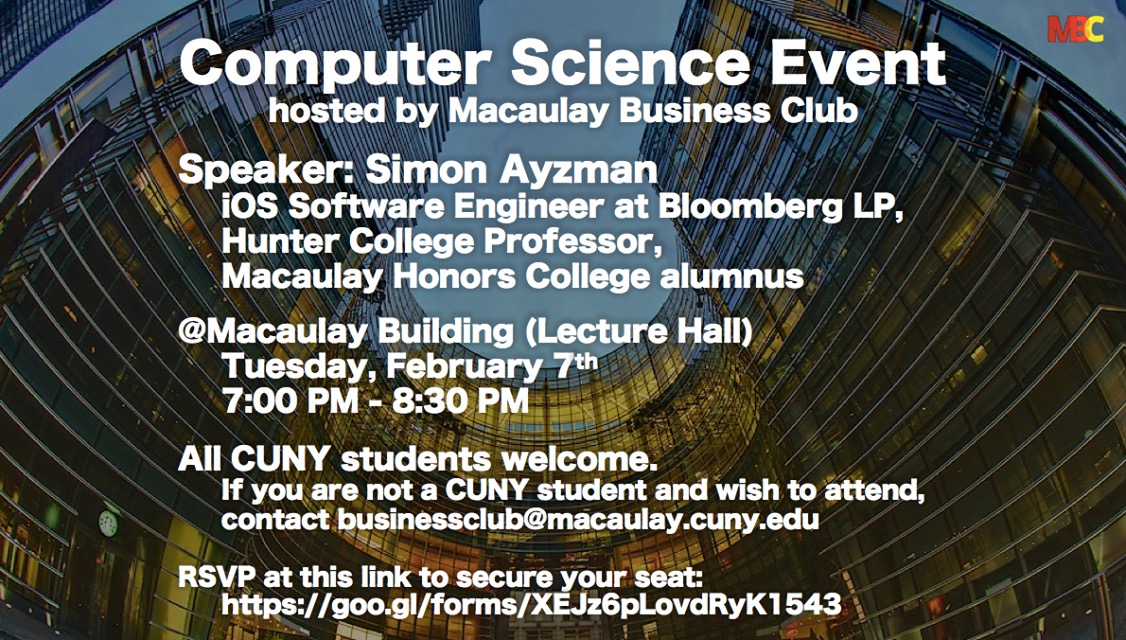 MBC
Computer Science Event
hosted by Macaulay Business Club
Speaker: Simon Ayzman
iOS Software Engineer at Bloomberg LP,
Hunter College Professor,
Macaulay Honors College alumnus
@Macaulay Building (Lecture Hall)
Tuesday, February 7th
7:00 PM - 8:30 PM
All CUNY students welcome.
If you are not a CUNY student and wish to attend,
contact businessclub@macaulay.cuny.edu
RSVP at this link to secure your seat:
https://goo.gl/forms/XEJz6pLovdRyK1543